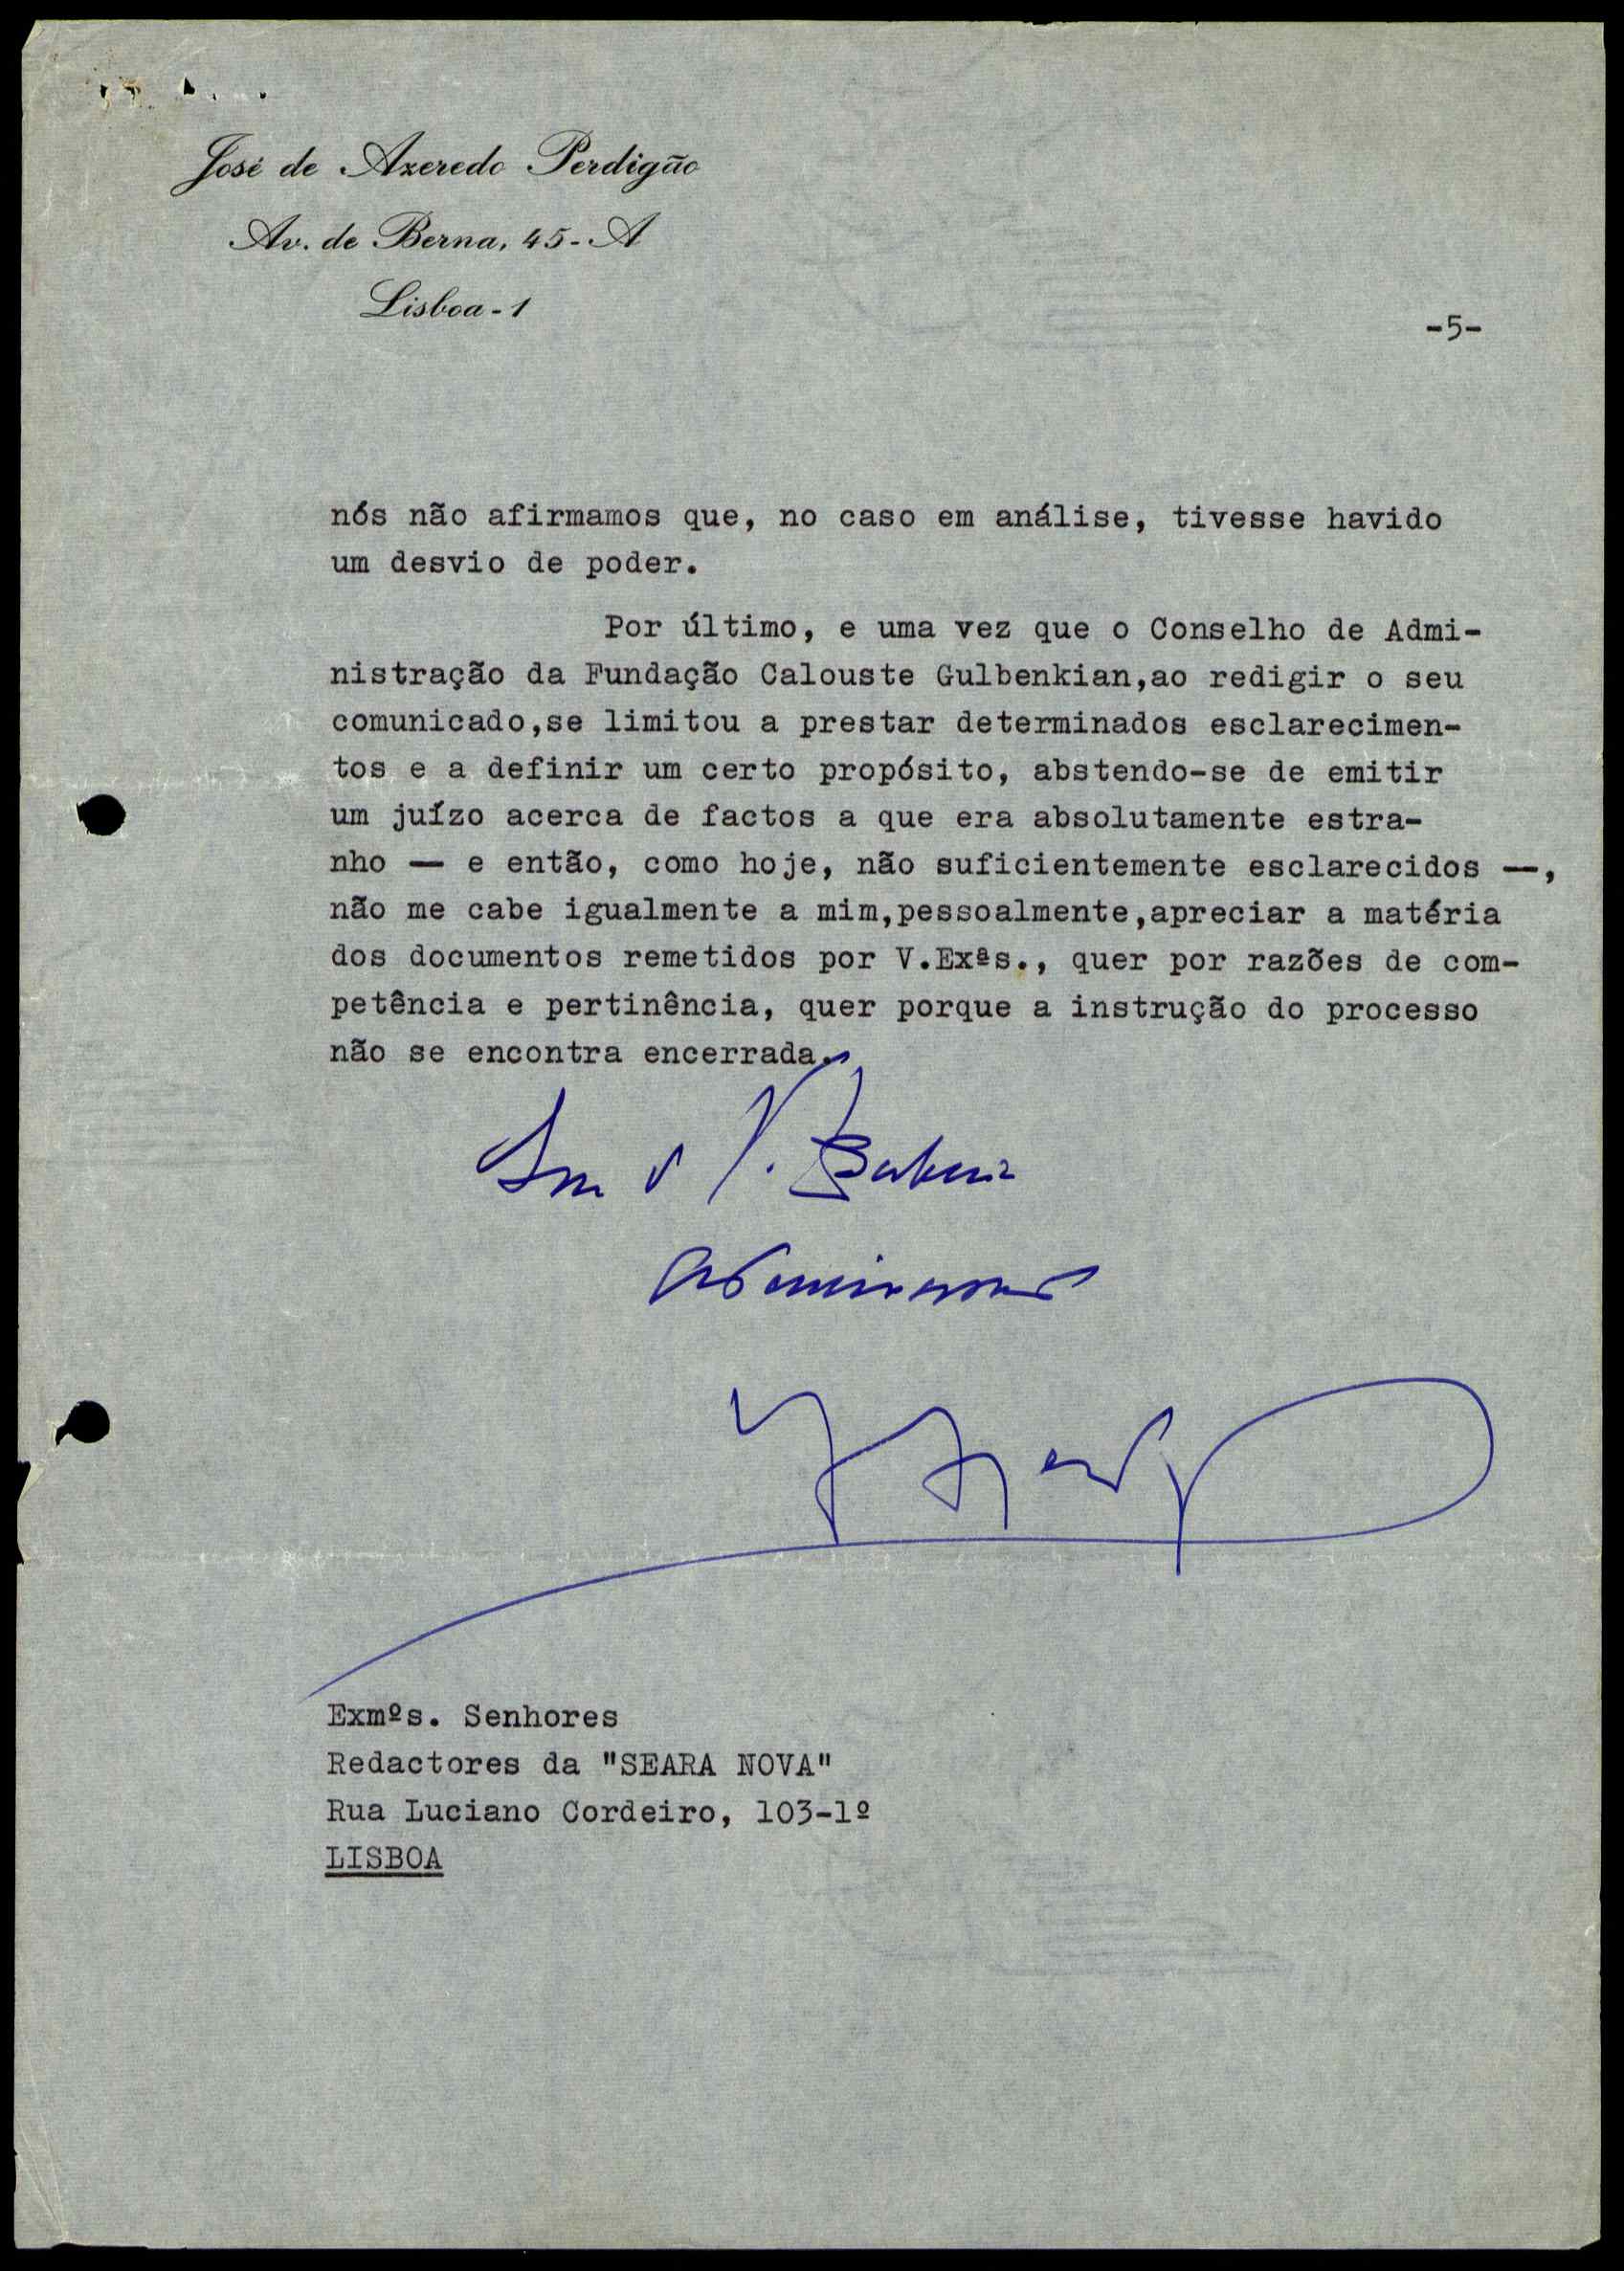 José de Azeredo Perdigão
Av. de Berna, 45-A
Lisboa-1
-5-
nós não afirmamos que, no caso em análise, tivesse havido
um desvio de poder.
Por último, e uma vez que o Conselho de Admi-
nistração da Fundação Calouste Gulbenkian,ao redigir o seu
comunicado,se limitou a prestar determinados esclarecimen-
tos e a definir um certo propósito, abstendo-se de emitir
um juízo acerca de factos a que era absolutamente estra-
nho — e então, como hoje, não suficientemente esclarecidos —,
não me cabe igualmente a mim,pessoalmente,apreciar a matéria
dos documentos remetidos por V.Exªs., quer por razões de com-
petência e pertinência, quer porque a instrução do processo
não se encontra encerrada.
Exmºs. Senhores
Redactores da "SEARA NOVA"
Rua Luciano Cordeiro, 103-1º
LISBOA